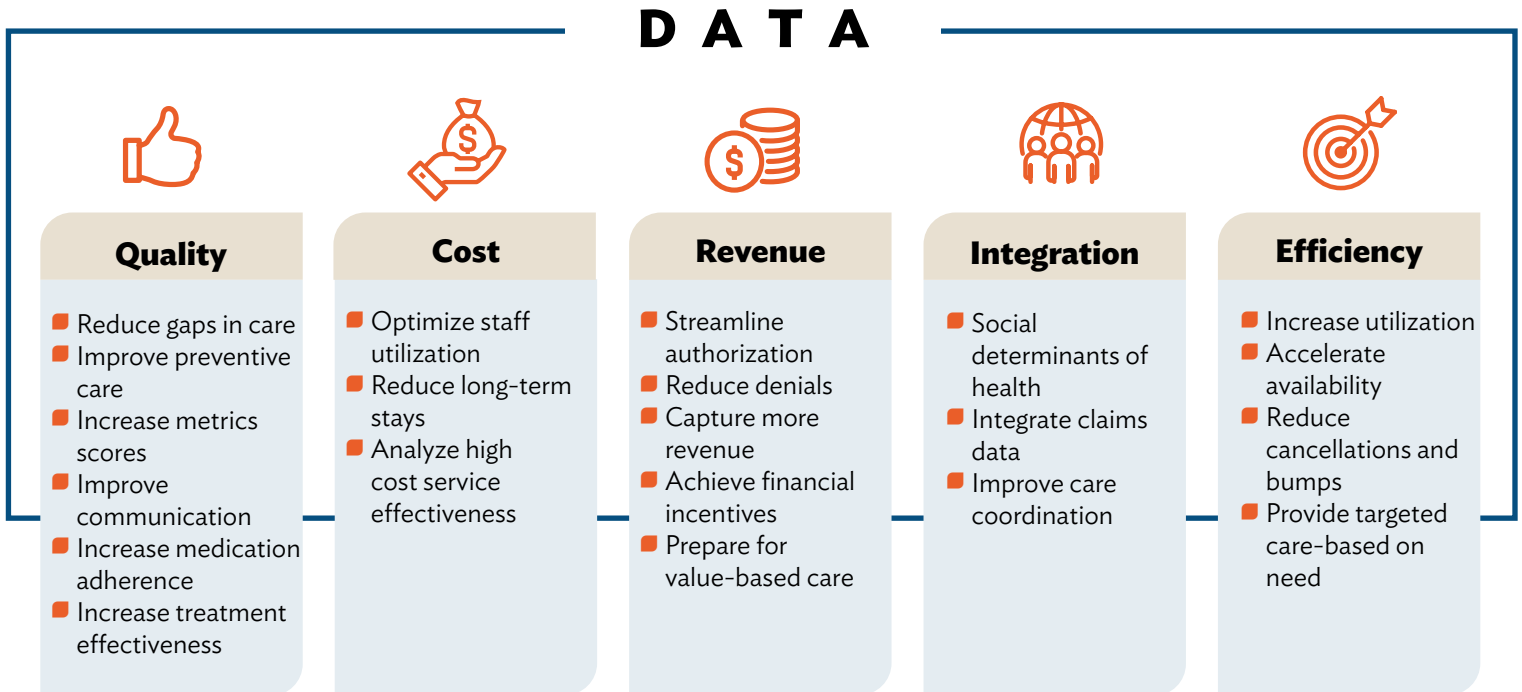 DATA
Quality
Reduce gaps in care
Improve preventive
care
Increase metrics
scores
Improve
communication
Increase medication
adherence
Increase treatment
effectiveness
Cost
Optimize staff
utilization
Reduce long-term
stays
Analyze high
cost service
effectiveness
Revenue
Streamline
authorization
Reduce denials
Capture more
revenue
Achieve financial
incentives
Prepare for
value-based care
Integration
Social
determinants of
health
Integrate claims
data
Improve care
coordination
Efficiency
Increase utilization
Accelerate
availability
Reduce
cancellations and
bumps
Provide targeted
care-based on
need